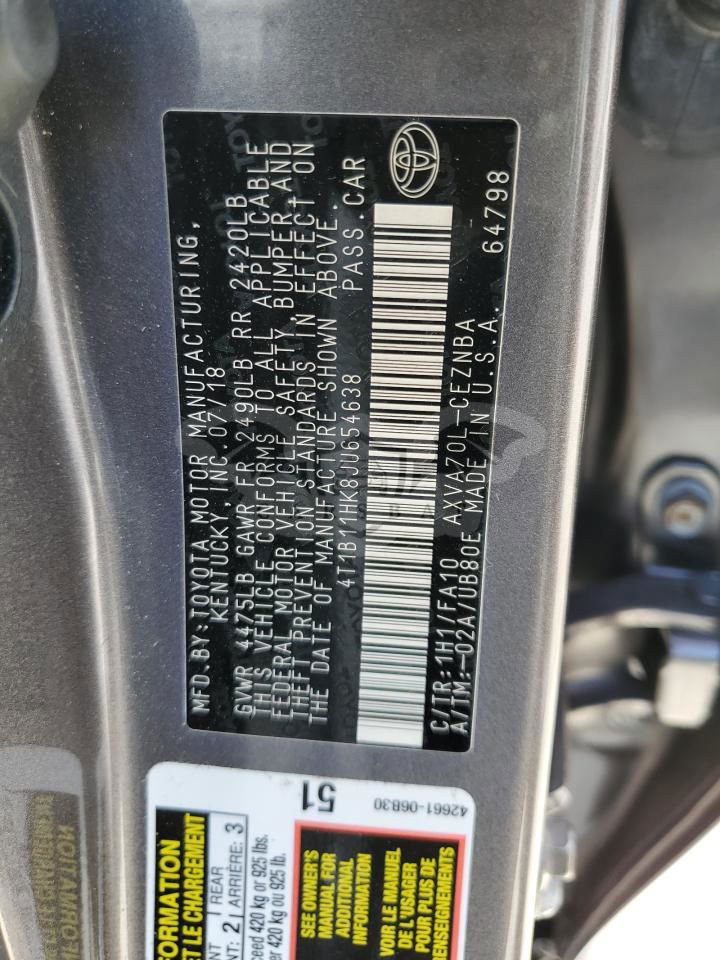 MFD.BY:TOYOTA MOTOR MANUFACTURING,
KENTUCKY,INC. 07/18
GVWR 4475LB GAWR FR 2490LB RR 2420LB
THIS VEHICLE CONFORMS TO ALL APPLICABLE
FEDERAL MOTOR VEHICLE SAFETY, BUMPER,AND
THEFT PREVENTION STANDARDS IN EFFECT ON
THE DATE OF MANUFACTURE SHOWN ABOVE.
4T1B11HK8JU654638 PASS.CAR
C/TR:1H1/FA10 AXVA70L-CEZNBA
A/TM:-02A/UB80E MADE IN U.S.A. 64798
FORMATION
ET LE CHARGEMENT
2 REAR
ARRIÈRE: 3
420 kg or 925 lbs.
420 kg ou 925 lb.
51
SEE OWNER'S
MANUAL FOR
ADDITIONAL
INFORMATION
VOIR LE MANUEL
DE L'USAGER
POUR PLUS DE
RENSEIGNEMENTS
42661-06B30